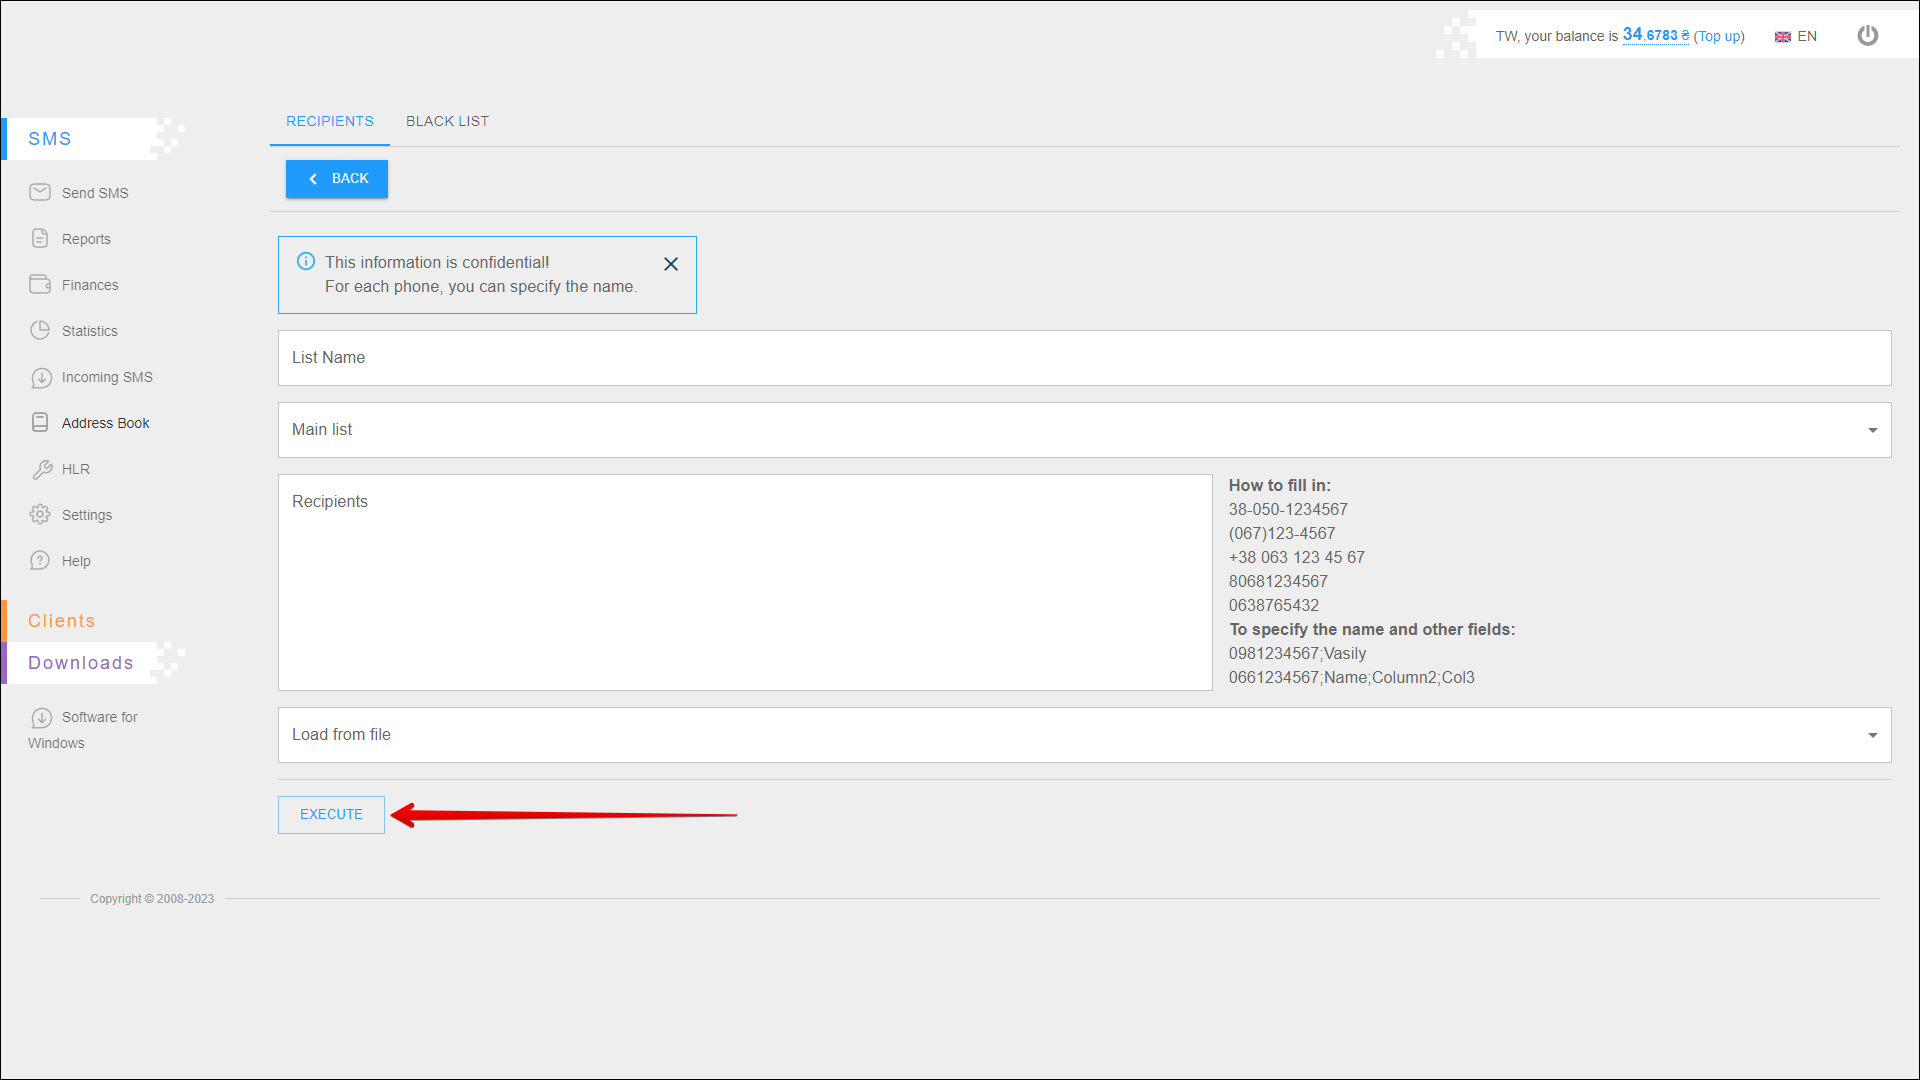 TW, your balance is 34,6783 ₴ (Top up)
EN
SMS
Send SMS
Reports
Finances
Statistics
Incoming SMS
Address Book
HLR
Settings
Help
Clients
Downloads
Software for
Windows
RECIPIENTS
BLACK LIST
BACK
This information is confidential!
For each phone, you can specify the name.
List Name
Main list
Recipients
How to fill in:
38-050-1234567
(067)123-4567
+38 063 123 45 67
80681234567
0638765432
To specify the name and other fields:
0981234567;Vasily
0661234567;Name;Column2;Col3
Load from file
EXECUTE
Copyright © 2008-2023